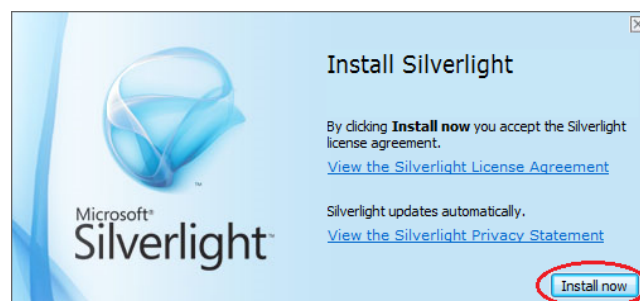 Install Silverlight
By clicking Install now you accept the Silverlight
license agreement.
View the Silverlight License Agreement
Silverlight updates automatically.
View the Silverlight Privacy Statement
Microsoft®
Silverlight™
Install now